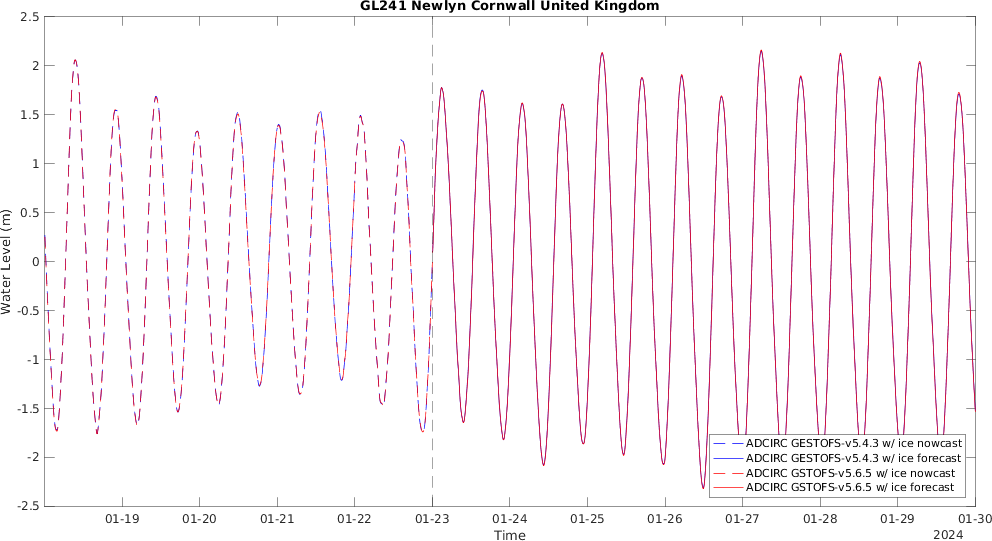 GL241 Newlyn Cornwall United Kingdom
Water Level (m)
2.5
2
1.5
1
0.5
0
-0.5
-1
-1.5
-2
-2.5
ADCIRC GESTOFS-v5.4.3 w/ ice nowcast
ADCIRC GESTOFS-v5.4.3 w/ ice forecast
ADCIRC GSTOFS-v5.6.5 w/ ice nowcast
ADCIRC GSTOFS-v5.6.5 w/ ice forecast
01-19 01-20 01-21 01-22 01-23 01-24 01-25 01-26 01-27 01-28 01-29 01-30
Time
2024